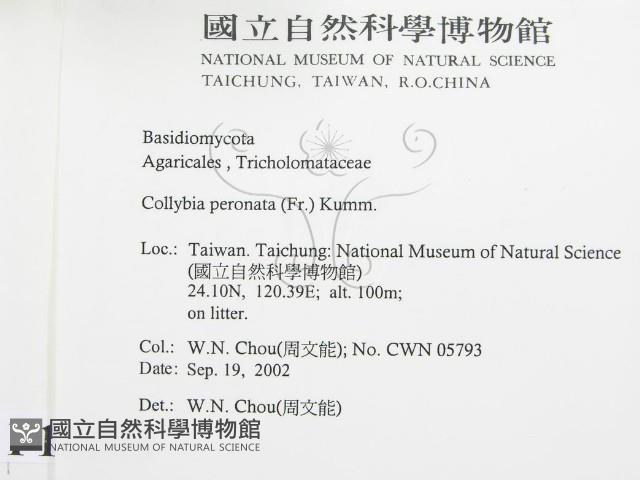 國立自然科學博物館
NATIONAL MUSEUM OF NATURAL SCIENCE
TAICHUNG, TAIWAN, R.O.CHINA
Basidiomycota
Agaricales , Tricholomataceae
Collybia peronata (Fr.) Kumm.
Loc.: Taiwan. Taichung: National Museum of Natural Science
(國立自然科學博物館)
24.10N, 120.39E; alt. 100m;
on litter.
Col.: W.N. Chou(周文能); No. CWN 05793
Date: Sep. 19, 2002
Det.: W.N. Chou(周文能)
國立自然科學博物館
NATIONAL MUSEUM OF NATURAL SCIENCE